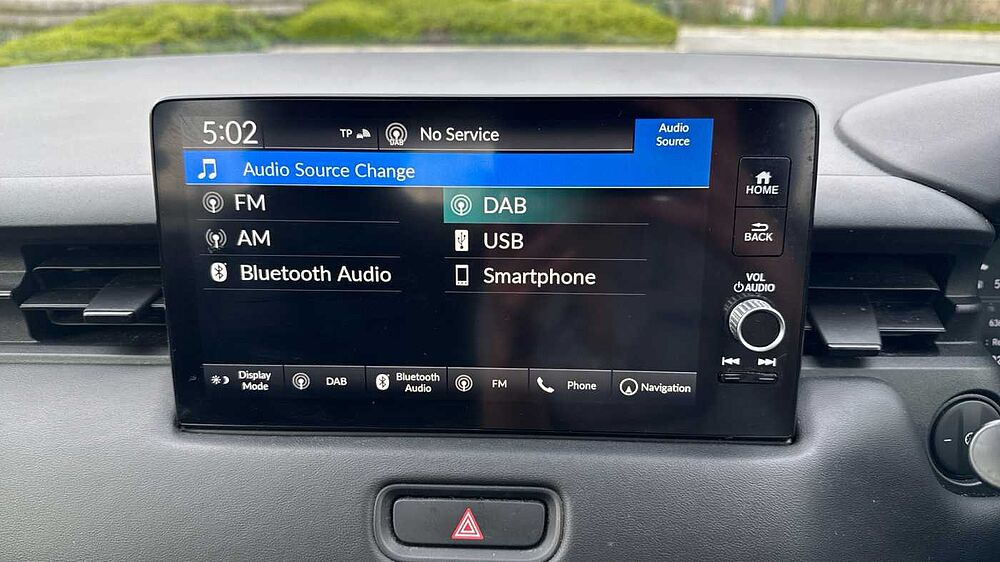 5:02
TP
DAB
No Service
Audio
Source
Audio Source Change
FM
DAB
AM
USB
Bluetooth Audio
Smartphone
Display
Mode
DAB
Bluetooth
Audio
FM
Phone
Navigation
HOME
BACK
VOL
AUDIO